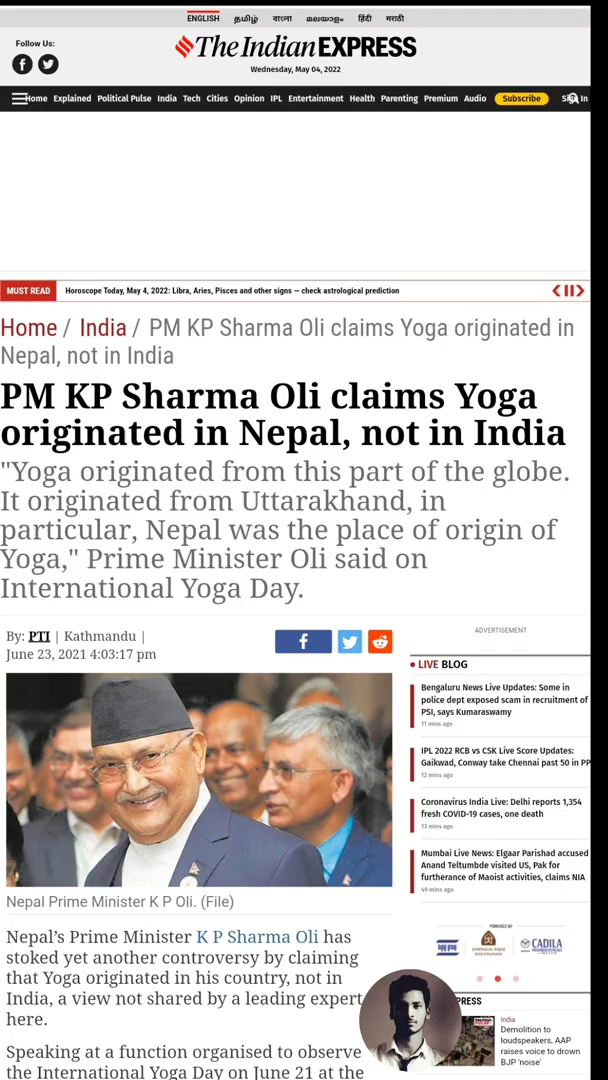 ENGLISH தமிழ் বাংলা മലയാളം हिंदी मराठी
Follow Us:
The Indian EXPRESS
Wednesday, May 04, 2022
Home Explained Political Pulse India Tech Cities Opinion IPL Entertainment Health Parenting Premium Audio Subscribe Sign In
MUST READ Horoscope Today, May 4, 2022: Libra, Aries, Pisces and other signs — check astrological prediction
Home / India / PM KP Sharma Oli claims Yoga originated in
Nepal, not in India
PM KP Sharma Oli claims Yoga
originated in Nepal, not in India
"Yoga originated from this part of the globe.
It originated from Uttarakhand, in
particular, Nepal was the place of origin of
Yoga," Prime Minister Oli said on
International Yoga Day.
By: PTI | Kathmandu |
June 23, 2021 4:03:17 pm
Nepal Prime Minister K P Oli. (File)
Nepal's Prime Minister K P Sharma Oli has
stoked yet another controversy by claiming
that Yoga originated in his country, not in
India, a view not shared by a leading expert
here.
Speaking at a function organised to observe
the International Yoga Day on June 21 at the
ADVERTISEMENT
LIVE BLOG
Bengaluru News Live Updates: Some in
police dept exposed scam in recruitment of
PSI, says Kumaraswamy
11 mins ago
IPL 2022 RCB vs CSK Live Score Updates:
Gaikwad, Conway take Chennai past 50 in PP
12 mins ago
Coronavirus India Live: Delhi reports 1,354
fresh COVID-19 cases, one death
13 mins ago
Mumbai Live News: Elgaar Parishad accused
Anand Teltumbde visited US, Pak for
furtherance of Maoist activities, claims NIA
49 mins ago
POWERED BY
CADILA
PRESS
India
Demolition to
loudspeakers, AAP
raises voice to drown
BJP 'noise'